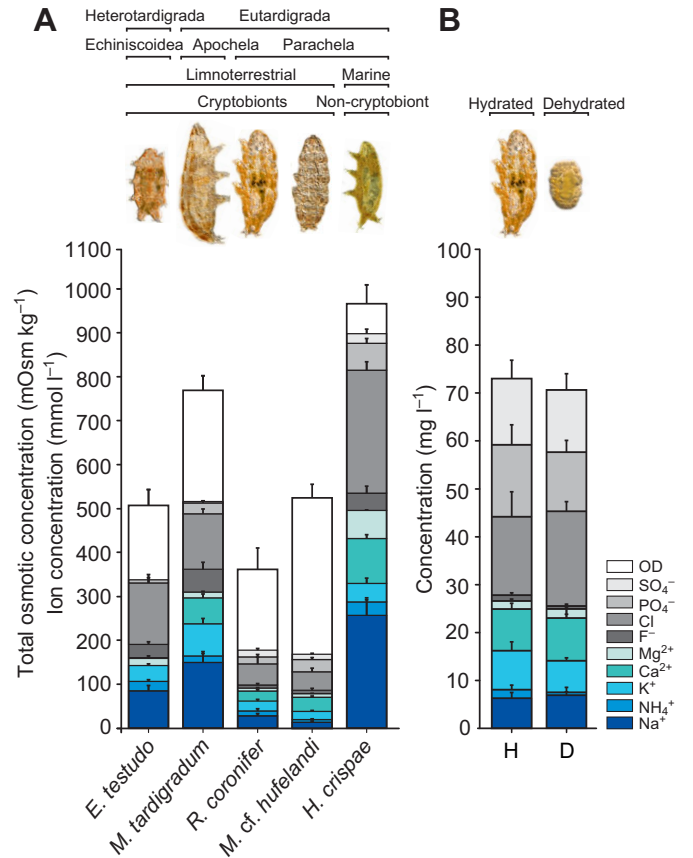 A
Heterotardigrada
Eutardigrada
Echiniscoidea
Apochela
Parachela
Limnoterrestrial
Marine
Cryptobionts
Non-cryptobiont
Total osmotic concentration (mOsm kg⁻¹)
Ion concentration (mmol l⁻¹)
1100
1000
900
800
700
600
500
400
300
200
100
0
E. testudo
M. tardigradum
R. coronifer
M. cf. hufelandi
H. crispae
B
Hydrated
Dehydrated
Concentration (mg l⁻¹)
100
90
80
70
60
50
40
30
20
10
0
H
D
OD
SO₄⁻
PO₄⁻
Cl
F⁻
Mg²⁺
Ca²⁺
K⁺
NH₄⁺
Na⁺